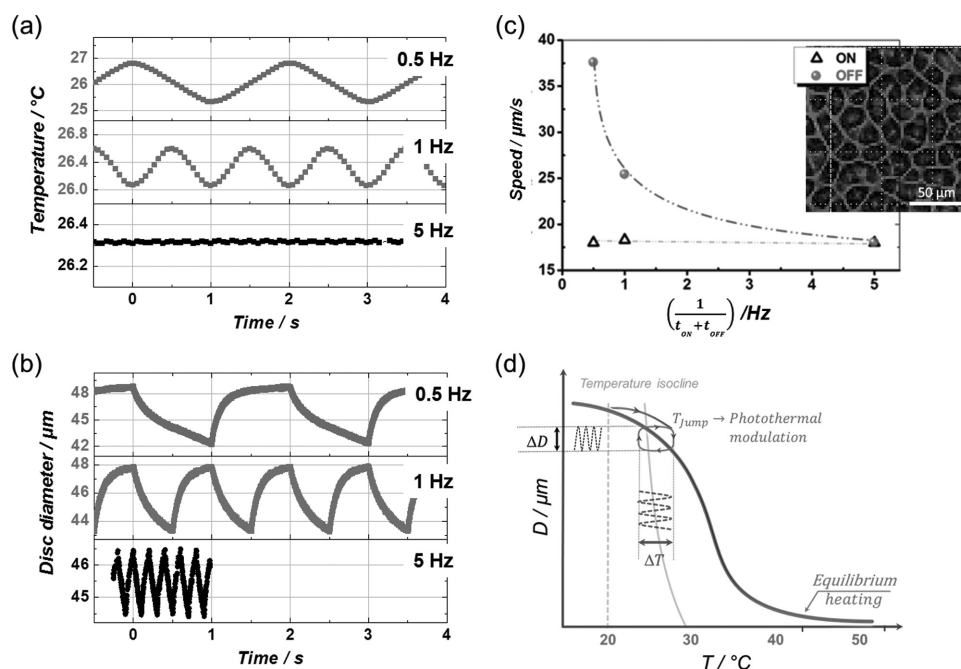 (a)
Temperature / °C
27
26
25
0.5 Hz
26.8
26.4
26.0
1 Hz
26.4
26.2
5 Hz
0 1 2 3 4
Time / s
(b)
Disc diameter / μm
48
45
42
0.5 Hz
48
46
44
1 Hz
46
45
44
5 Hz
0 1 2 3 4
Time / s
(c)
Speed / μm/s
40
35
30
25
20
15
ON
OFF
50 μm
0 1 2 3 4 5
(1/(t_ON + t_OFF)) /Hz
(d)
Temperature isocline
T_Jump → Photothermal
modulation
ΔD
ΔT
D / μm
Equilibrium
heating
20 30 40 50
T / °C